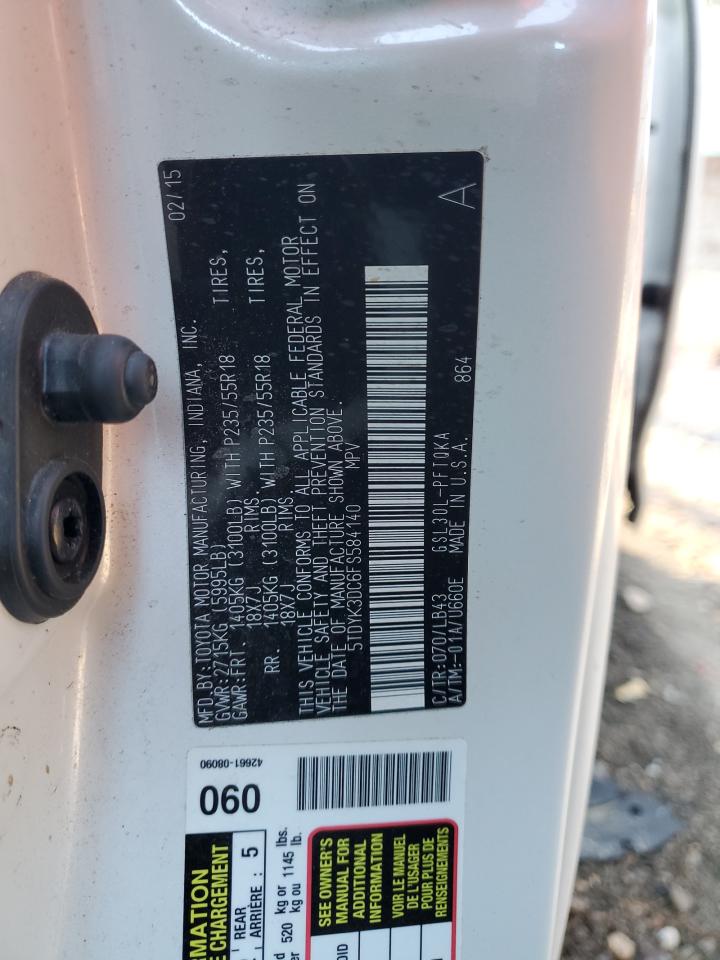 MFD.BY:TOYOTA MOTOR MANUFACTURING, INDIANA, INC. 02/15
GVWR:2715KG (5995LB)
GAWR:FRT. 1405KG (3100LB) WITH P235/55R18 TIRES,
18X7J RIMS.
RR. 1405KG (3100LB) WITH P235/55R18 TIRES,
18X7J RIMS.
THIS VEHICLE CONFORMS TO ALL APPLICABLE FEDERAL MOTOR
VEHICLE SAFETY AND THEFT PREVENTION STANDARDS IN EFFECT ON
THE DATE OF MANUFACTURE SHOWN ABOVE.
5TDYK3DC6FS584140 MPV
C/TR:070/LB43 GSL30L-PFTQKA 864 A
A/TM:-01A/U660E MADE IN U.S.A.
42661-08090
090
RMATION
E CHARGEMENT
REAR
ARRIÈRE : 5
520 kg or 1145 lbs.
kg ou lb.
SEE OWNER'S
MANUAL FOR
ADDITIONAL
INFORMATION
VOIR LE MANUEL
DE L'USAGER
POUR PLUS DE
RENSEIGNEMENTS